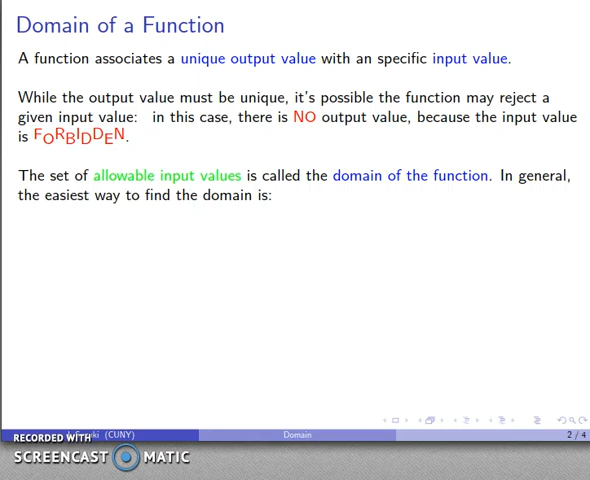 Domain of a Function
A function associates a unique output value with an specific input value.
While the output value must be unique, it's possible the function may reject a
given input value: in this case, there is NO output value, because the input value
is FORBIDDEN.
The set of allowable input values is called the domain of the function. In general,
the easiest way to find the domain is:
(CUNY) Domain 2 / 4
RECORDED WITH
SCREENCAST MATIC